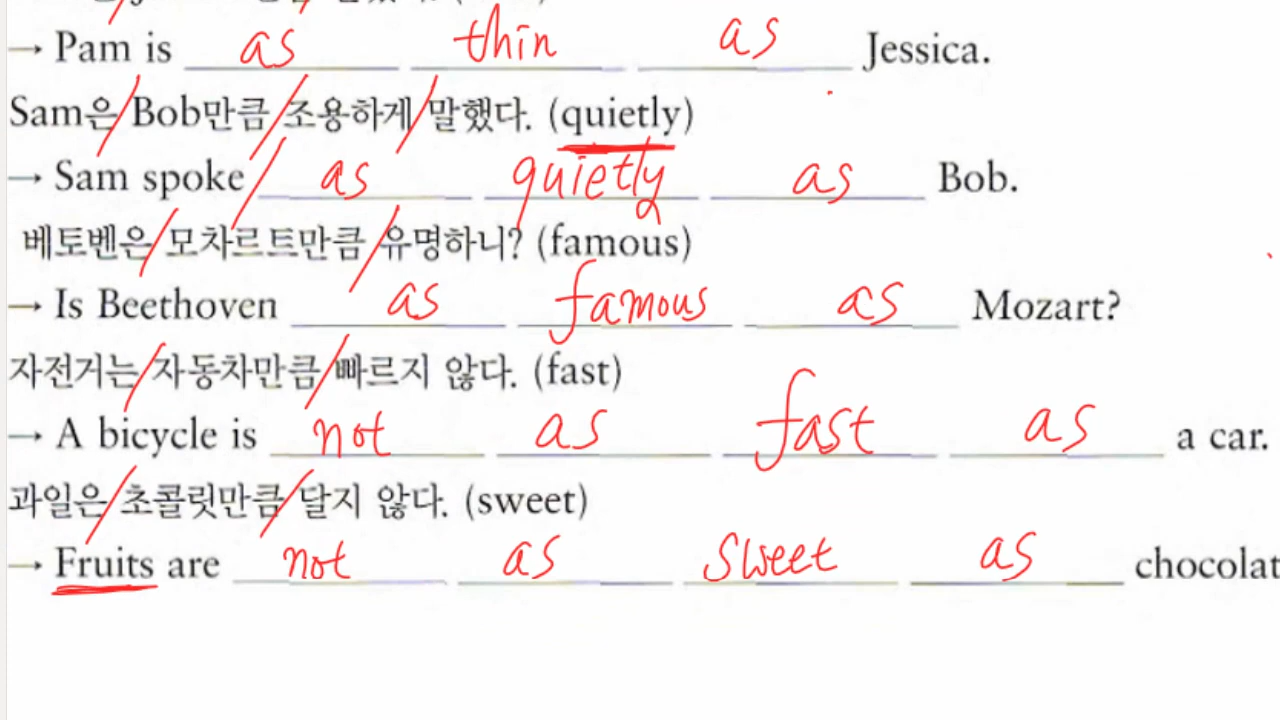 → Pam is as thin as Jessica.
Sam은 Bob만큼 조용하게 말했다. (quietly)
→ Sam spoke as quietly as Bob.
베토벤은 모차르트만큼 유명하니? (famous)
→ Is Beethoven as famous as Mozart?
자전거는 자동차만큼 빠르지 않다. (fast)
→ A bicycle is not as fast as a car.
과일은 초콜릿만큼 달지 않다. (sweet)
→ Fruits are not as sweet as chocolat